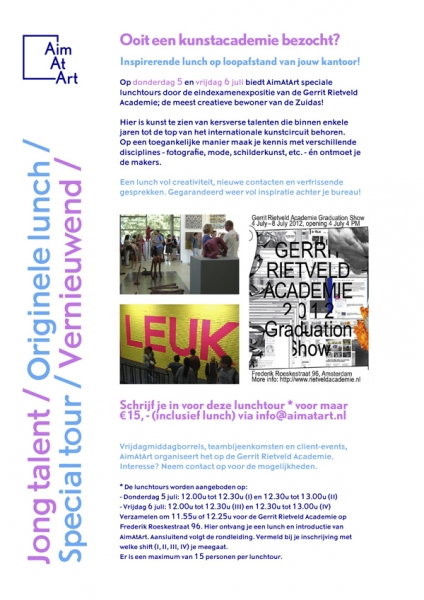 Aim
At
Art
Jong talent / Originele lunch /
Special tour / Vernieuwend /
Ooit een kunstacademie bezocht?
Inspirerende lunch op loopafstand van jouw kantoor!
Op donderdag 5 en vrijdag 6 juli biedt AimAtArt speciale
lunchtours door de eindexamenexpositie van de Gerrit Rietveld
Academie; de meest creatieve bewoner van de Zuidas!
Hier is kunst te zien van kersverse talenten die binnen enkele
jaren tot de top van het internationale kunstcircuit behoren.
Op een toegankelijke manier maak je kennis met verschillende
disciplines - fotografie, mode, schilderkunst, etc. - én ontmoet je
de makers.
Een lunch vol creativiteit, nieuwe contacten en verfrissende
gesprekken. Gegarandeerd weer vol inspiratie achter je bureau!
Gerrit Rietveld Academie Graduation Show
4 July–8 July 2012, opening 4 July 4 PM
GERRIT
RIETVELD
ACADEMIE
2012
Graduation
Show
Frederik Roeskestraat 96, Amsterdam
More info: http://www.rietveldacademie.nl
LEUK
Schrijf je in voor deze lunchtour * voor maar
€ 15,- (inclusief lunch) via info@aimatart.nl
Vrijdagmiddagborrels, teambijeenkomsten en client-events,
AimAtArt organiseert het op de Gerrit Rietveld Academie.
Interesse? Neem contact op voor de mogelijkheden.
* De lunchtours worden aangeboden op:
- Donderdag 5 juli: 12.00u tot 12.30u (I) en 12.30u tot 13.00u (II)
- Vrijdag 6 juli: 12.00u tot 12.30u (III) en 12.30u tot 13.00u (IV)
Verzamelen om 11.55u of 12.25u voor de Gerrit Rietveld Academie op
Frederik Roeskestraat 96. Hier ontvang je een lunch en introductie van
AimAtArt. Aansluitend volgt de rondleiding. Vermeld bij je inschrijving met
welke shift (I, II, III, IV) je meegaat.
Er is een maximum van 15 personen per lunchtour.